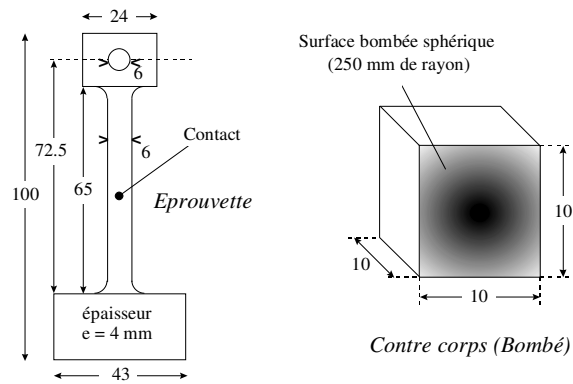 24
6
72.5
65
100
6
Contact
Eprouvette
épaisseur
e = 4 mm
43
Surface bombée sphérique
(250 mm de rayon)
10
10
10
Contre corps (Bombé)